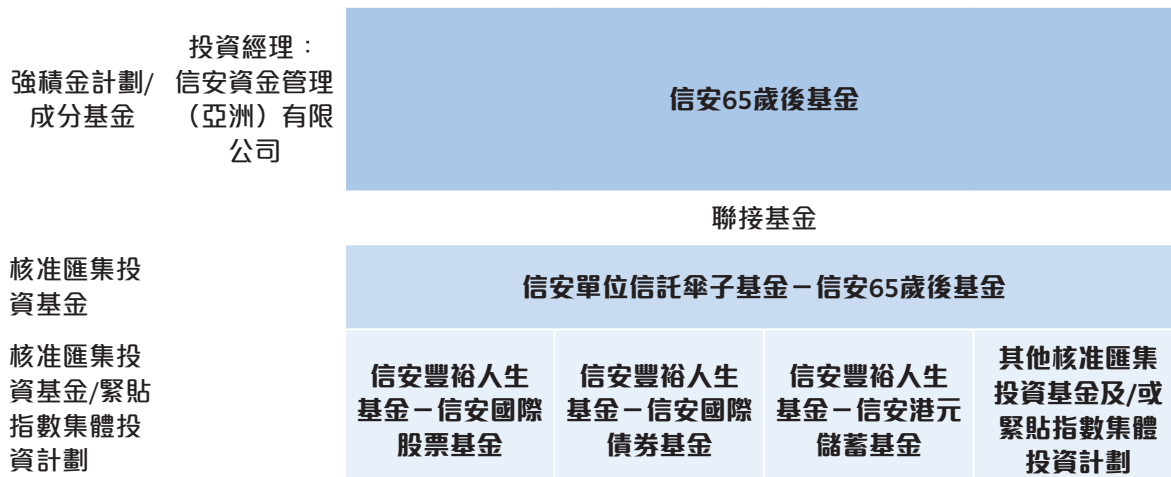 強積金計劃/
成分基金
投資經理：
信安資金管理
（亞洲）有限
公司
信安65歲後基金
聯接基金
核准匯集投
資基金
信安單位信託傘子基金－信安65歲後基金
核准匯集投
資基金/緊貼
指數集體投
資計劃
信安豐裕人生
基金－信安國際
股票基金
信安豐裕人生
基金－信安國際
債券基金
信安豐裕人生
基金－信安港元
儲蓄基金
其他核准匯集
投資基金及/或
緊貼指數集體
投資計劃